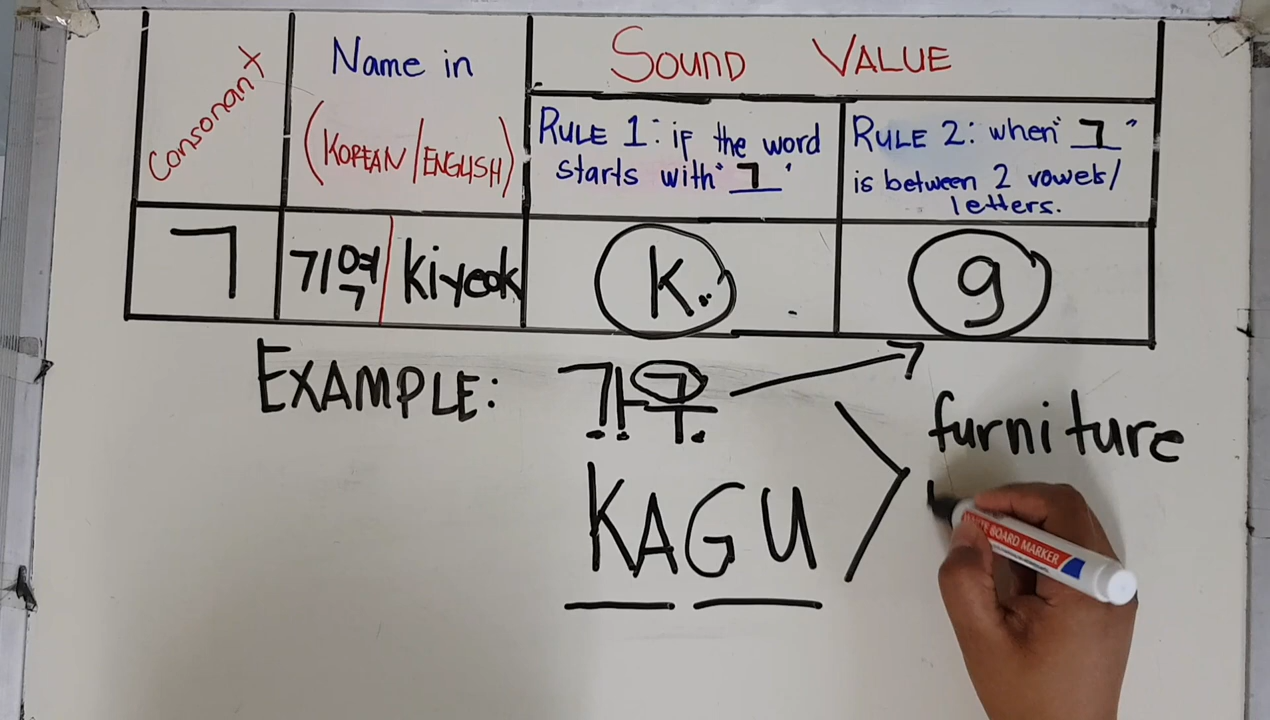 Consonant
Name in
(KOREAN/ENGLISH)
SOUND VALUE
RULE 1: if the word
starts with "ㄱ"
RULE 2: when "ㄱ"
is between 2 vowels/
letters.
ㄱ
기역
kiyeok
K.
g
EXAMPLE:
가구
KAGU
furniture
WHITE BOARD MARKER